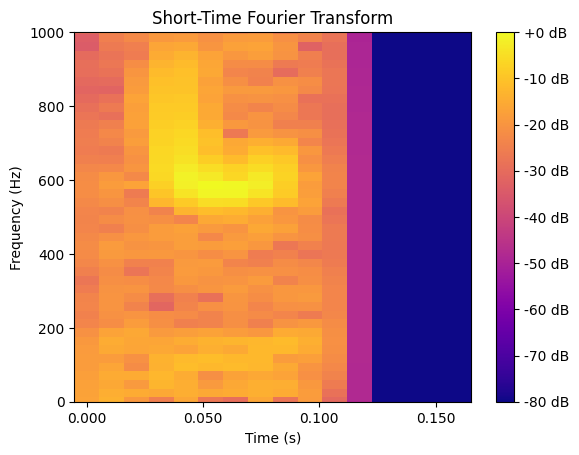 Short-Time Fourier Transform
Frequency (Hz)
1000
800
600
400
200
0
0.000
0.050
0.100
0.150
Time (s)
+0 dB
-10 dB
-20 dB
-30 dB
-40 dB
-50 dB
-60 dB
-70 dB
-80 dB